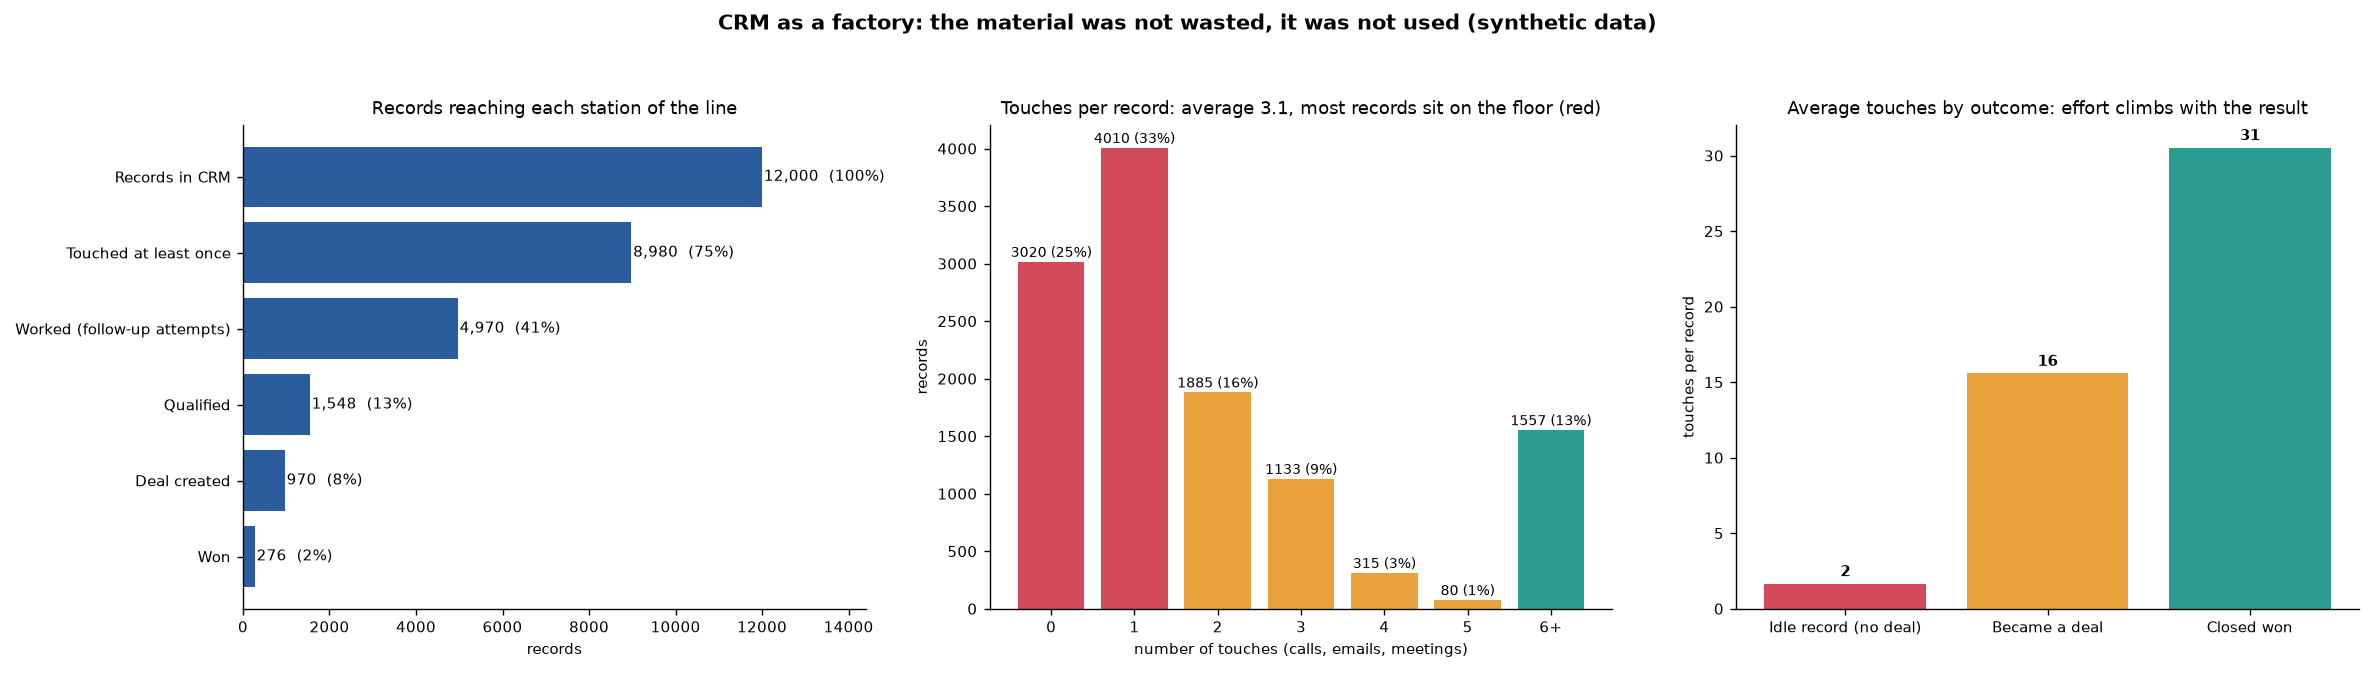 CRM as a factory: the material was not wasted, it was not used (synthetic data)
Records reaching each station of the line
Records in CRM
12,000 (100%)
Touched at least once
8,980 (75%)
Worked (follow-up attempts)
4,970 (41%)
Qualified
1,548 (13%)
Deal created
970 (8%)
Won
276 (2%)
0 2000 4000 6000 8000 10000 12000 14000
records
Touches per record: average 3.1, most records sit on the floor (red)
records
4000
3500
3000
2500
2000
1500
1000
500
0
3020 (25%)
4010 (33%)
1885 (16%)
1133 (9%)
315 (3%)
80 (1%)
1557 (13%)
0 1 2 3 4 5 6+
number of touches (calls, emails, meetings)
Average touches by outcome: effort climbs with the result
touches per record
30
25
20
15
10
5
0
2
16
31
Idle record (no deal) Became a deal Closed won